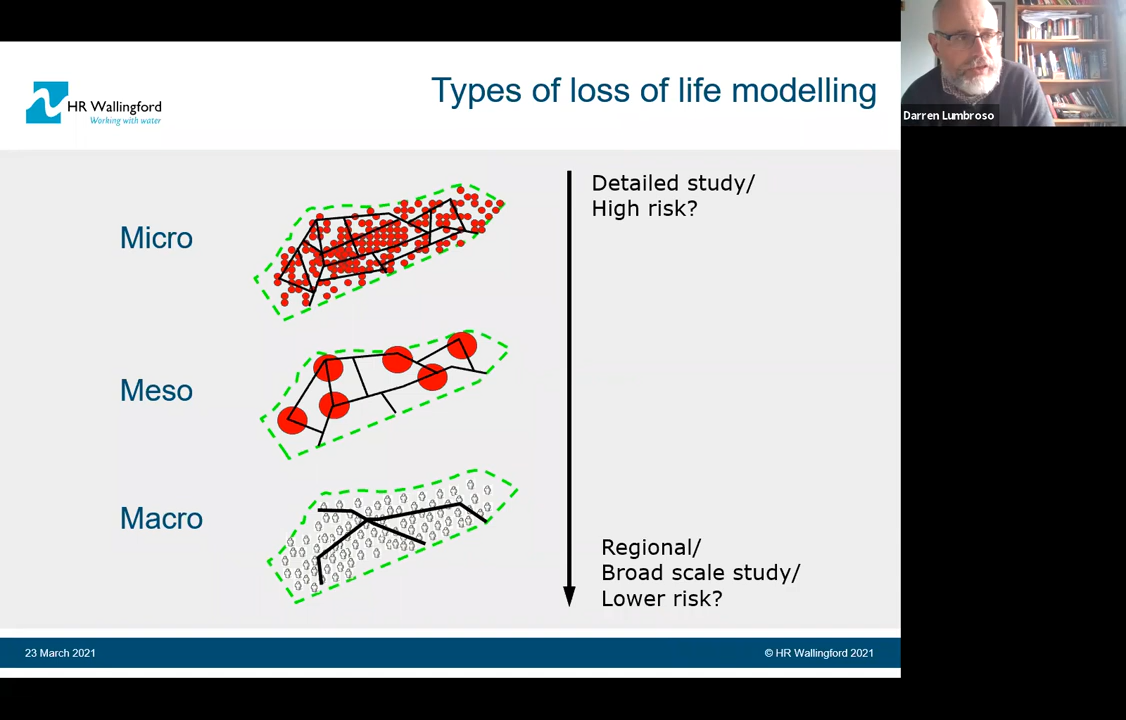 HR Wallingford
Working with water
Types of loss of life modelling
Darren Lumbroso
Micro
Detailed study/
High risk?
Meso
Macro
Regional/
Broad scale study/
Lower risk?
23 March 2021
© HR Wallingford 2021